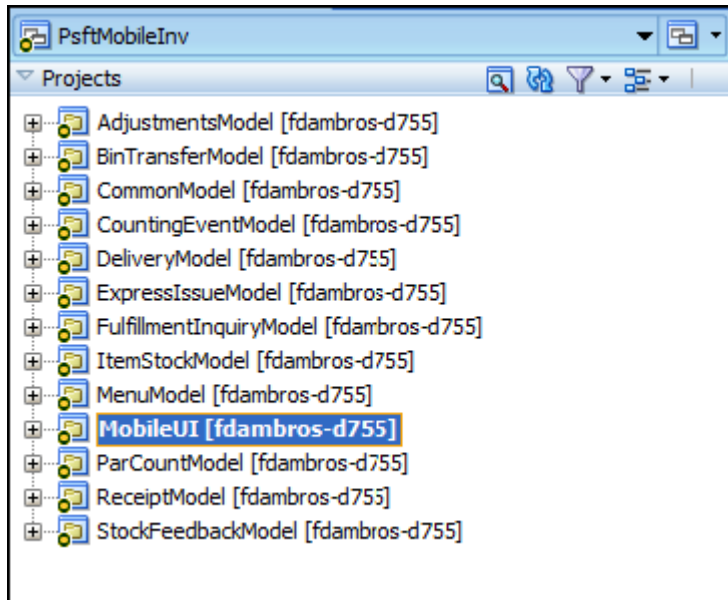 PsftMobileInv
Projects
AdjustmentsModel [fdambros-d755]
BinTransferModel [fdambros-d755]
CommonModel [fdambros-d755]
CountingEventModel [fdambros-d755]
DeliveryModel [fdambros-d755]
ExpressIssueModel [fdambros-d755]
FulfillmentInquiryModel [fdambros-d755]
ItemStockModel [fdambros-d755]
MenuModel [fdambros-d755]
MobileUI [fdambros-d755]
ParCountModel [fdambros-d755]
ReceiptModel [fdambros-d755]
StockFeedbackModel [fdambros-d755]